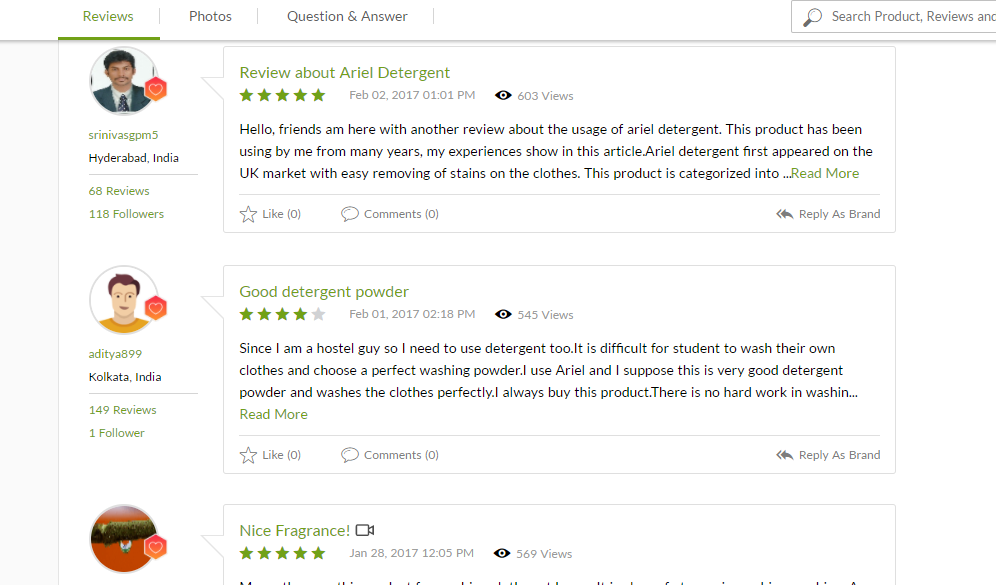 Reviews Photos Question & Answer Search Product, Reviews and
Review about Ariel Detergent
Feb 02, 2017 01:01 PM 603 Views
srinivasgpm5
Hyderabad, India
68 Reviews
118 Followers
Hello, friends am here with another review about the usage of ariel detergent. This product has been
using by me from many years, my experiences show in this article.Ariel detergent first appeared on the
UK market with easy removing of stains on the clothes. This product is categorized into ...Read More
Like (0) Comments (0) Reply As Brand
Good detergent powder
Feb 01, 2017 02:18 PM 545 Views
aditya899
Kolkata, India
149 Reviews
1 Follower
Since I am a hostel guy so I need to use detergent too.It is difficult for student to wash their own
clothes and choose a perfect washing powder.I use Ariel and I suppose this is very good detergent
powder and washes the clothes perfectly.I always buy this product.There is no hard work in washin...
Read More
Like (0) Comments (0) Reply As Brand
Nice Fragrance!
Jan 28, 2017 12:05 PM 569 Views